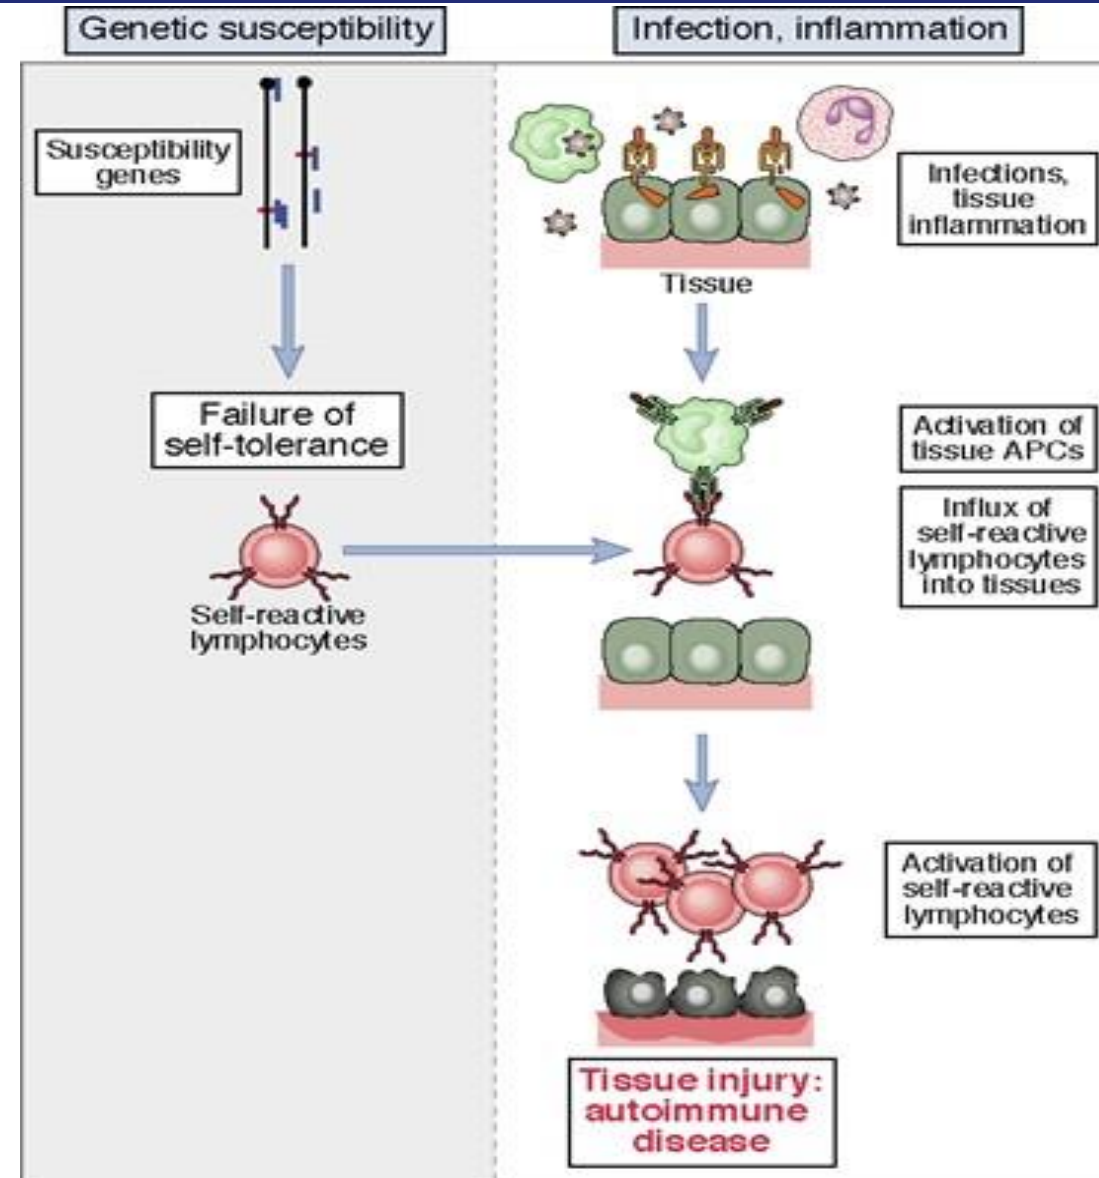 Genetic susceptibility
Infection, inflammation
Susceptibility
genes
Infections,
tissue
inflammation
Tissue
Failure of
self-tolerance
Activation of
tissue APCs
Influx of
self-reactive
lymphocytes
into tissues
Self-reactive
lymphocytes
Activation of
self-reactive
lymphocytes
Tissue injury:
autoimmune
disease